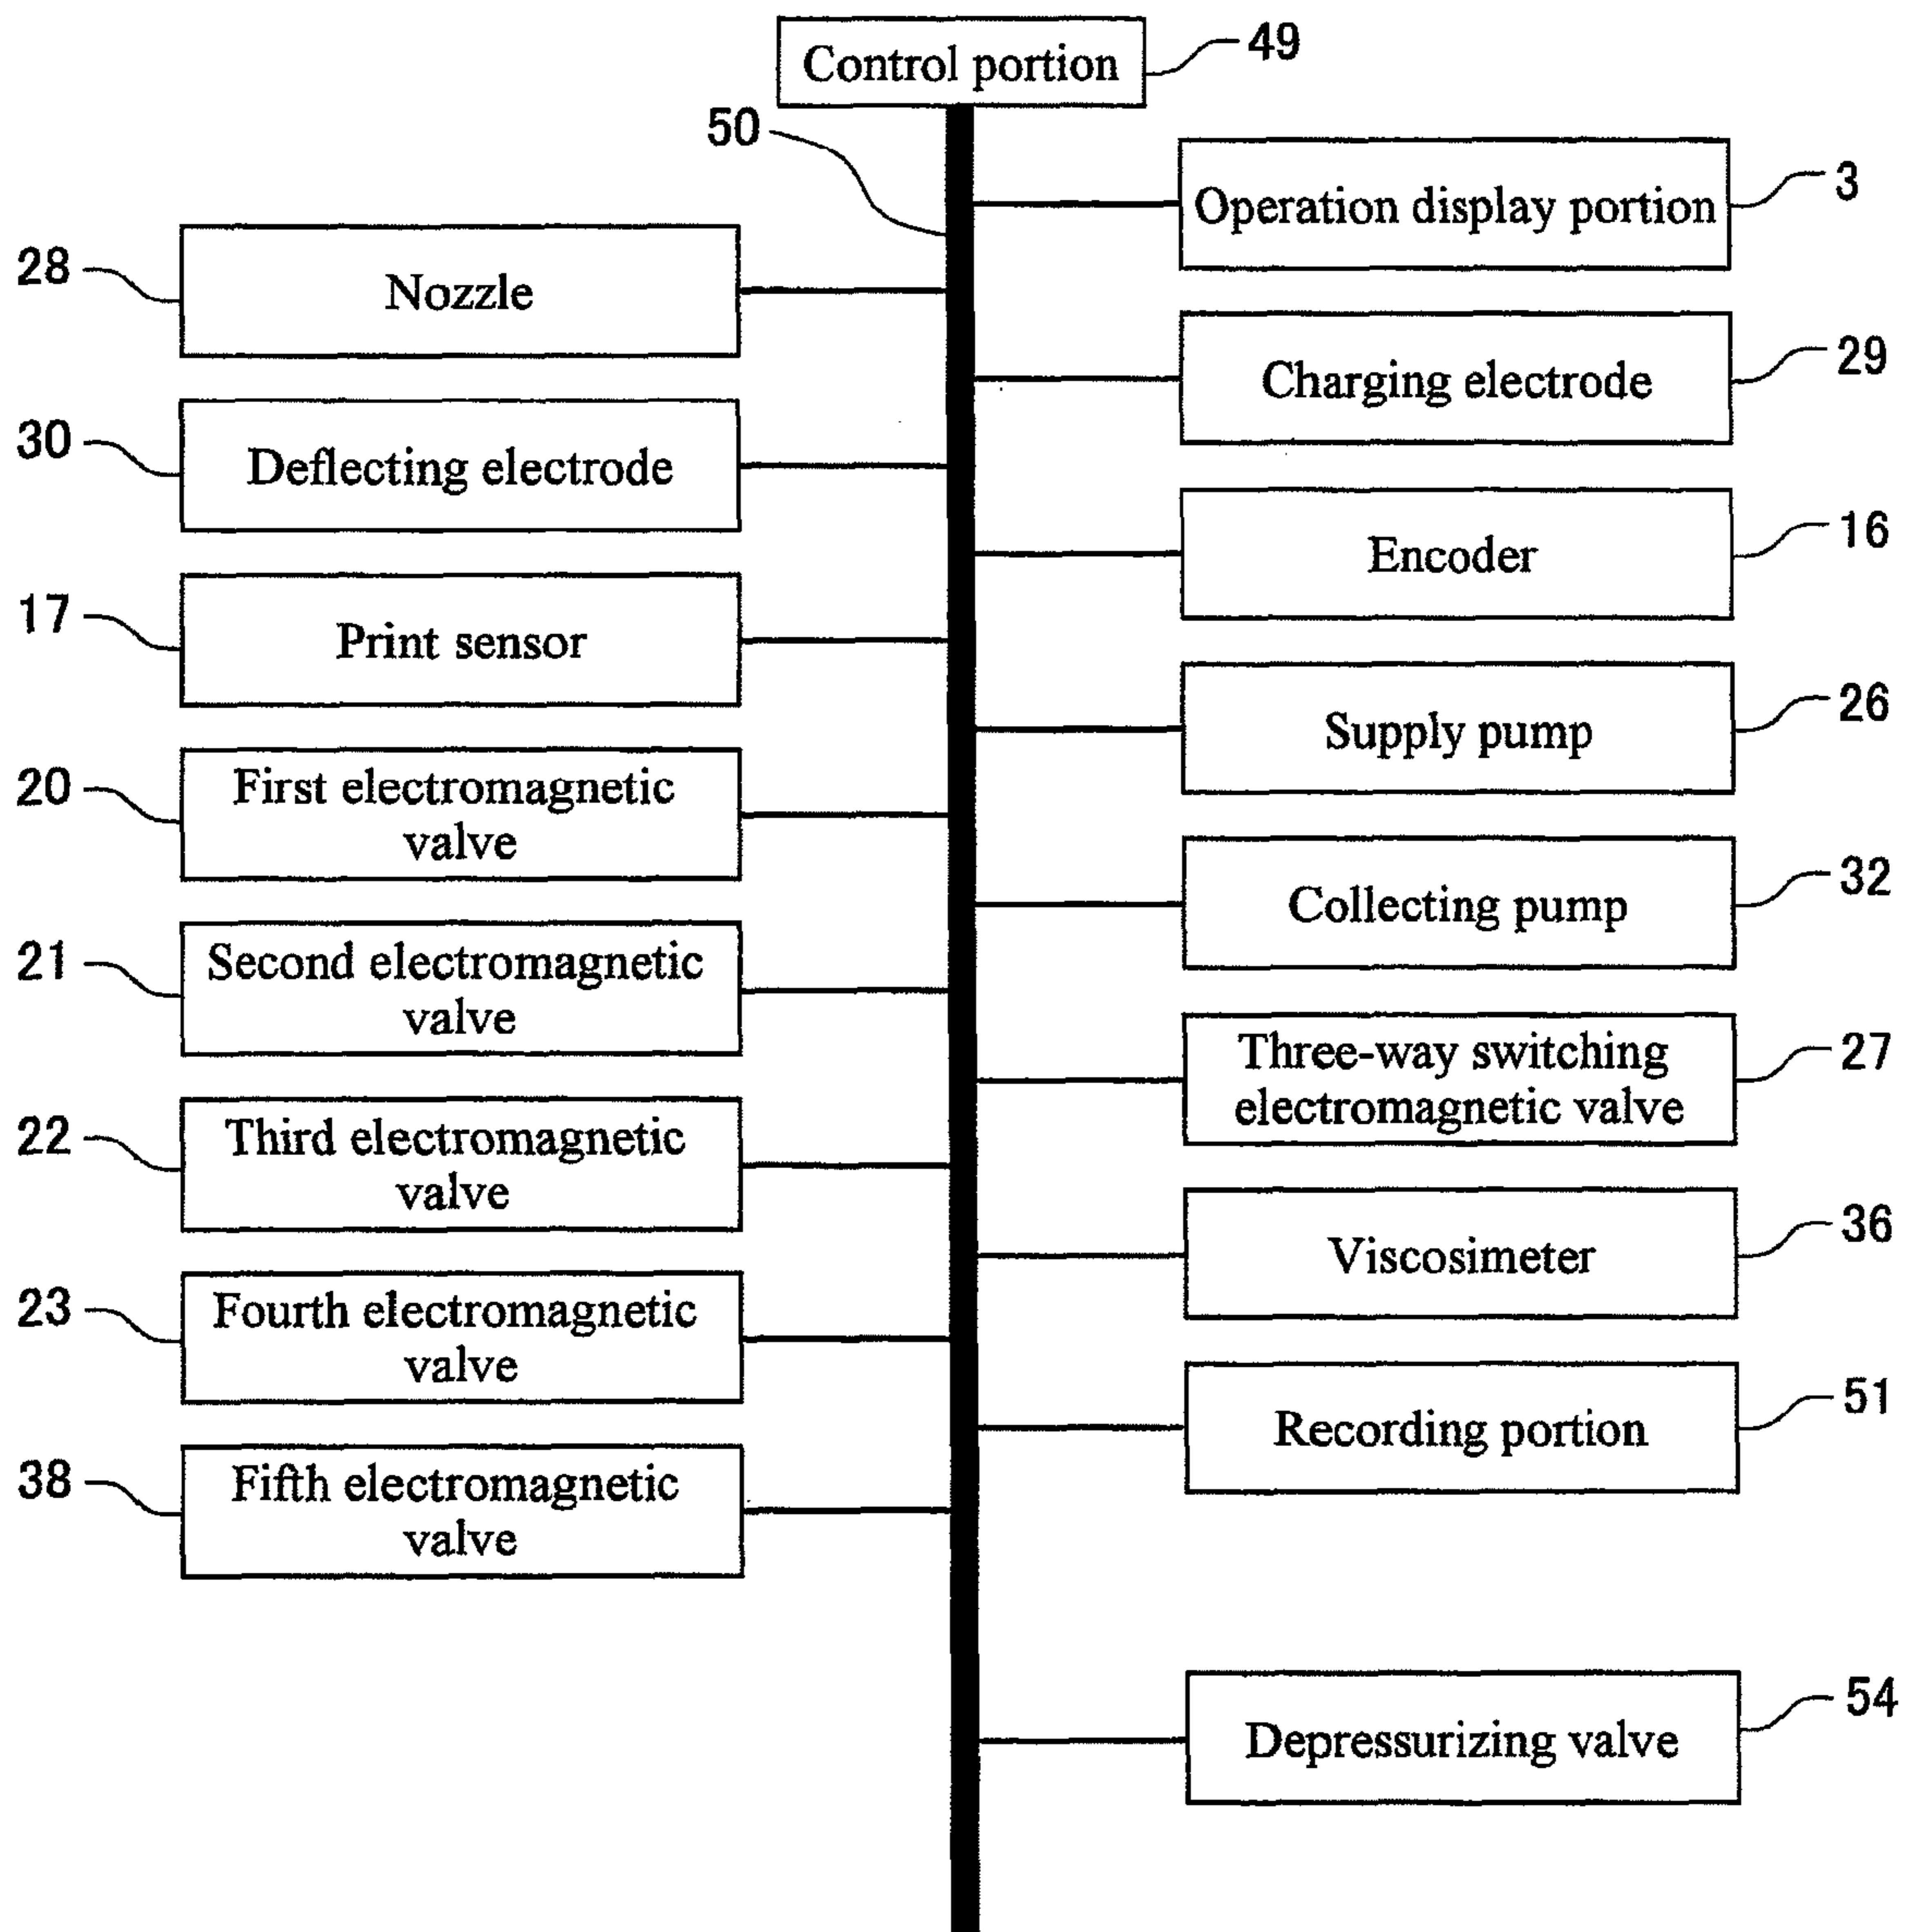 Control portion
49
50
Operation display portion
3
28
Nozzle
Charging electrode
29
30
Deflecting electrode
Encoder
16
17
Print sensor
Supply pump
26
20
First electromagnetic
valve
Collecting pump
32
21
Second electromagnetic
valve
Three-way switching
electromagnetic valve
27
22
Third electromagnetic
valve
Viscosimeter
36
23
Fourth electromagnetic
valve
Recording portion
51
38
Fifth electromagnetic
valve
Depressurizing valve
54